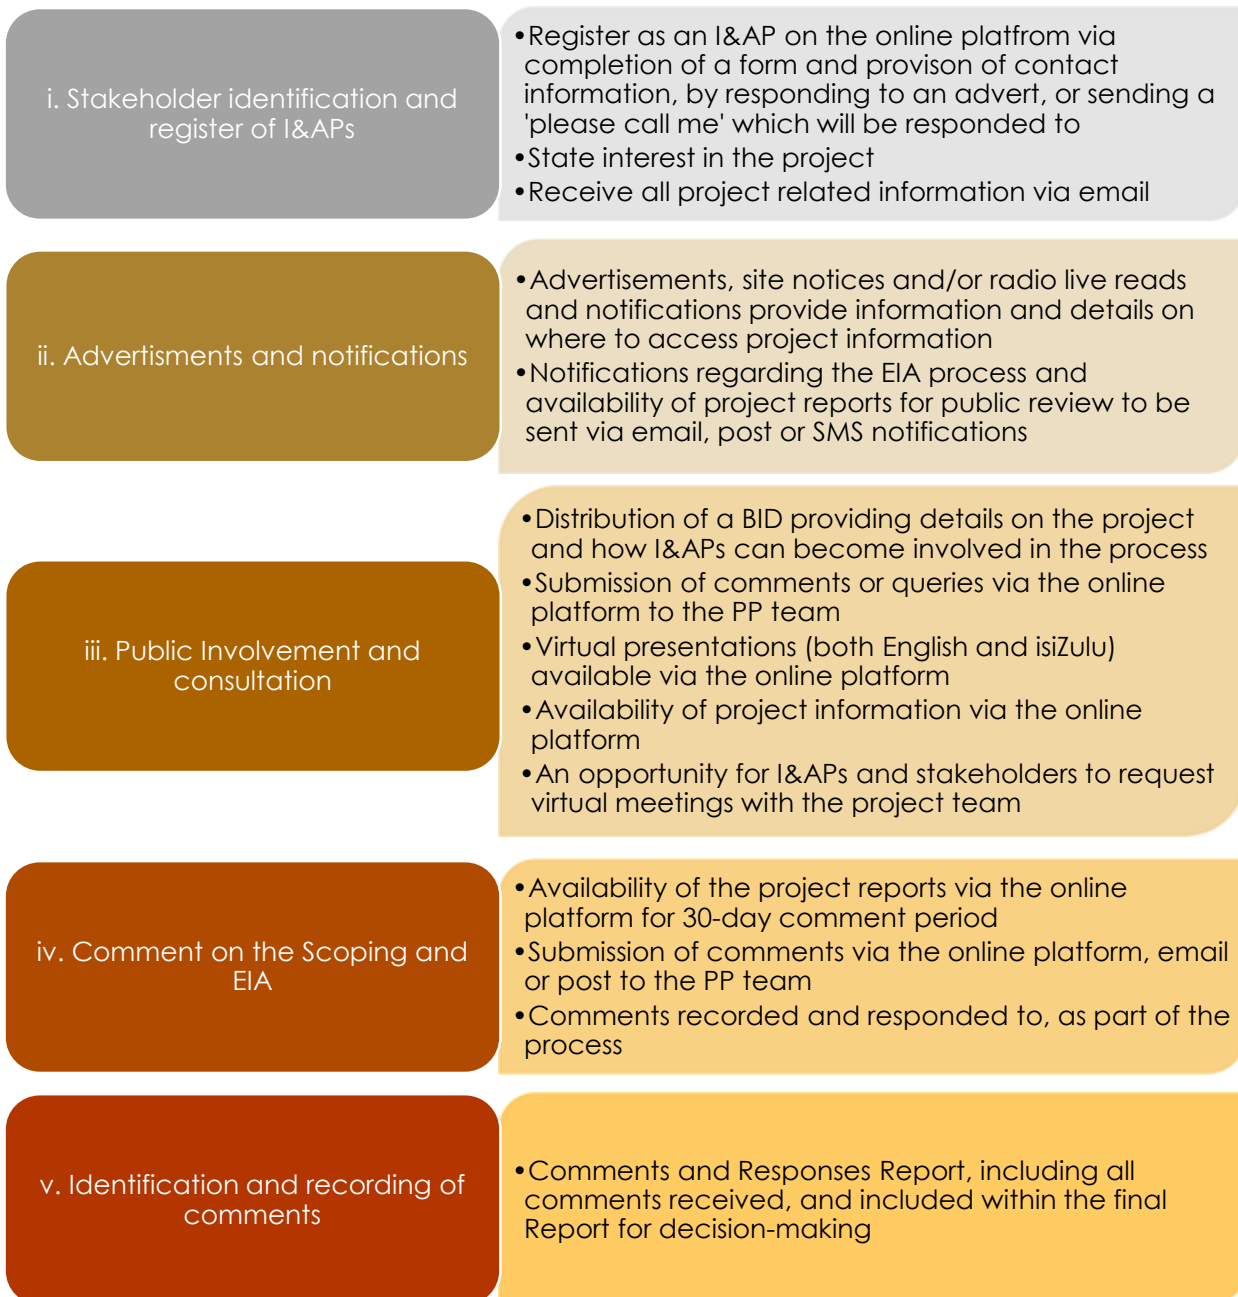 i. Stakeholder identification and
register of I&APs
•Register as an I&AP on the online platfrom via
completion of a form and provison of contact
information, by responding to an advert, or sending a
'please call me' which will be responded to
•State interest in the project
•Receive all project related information via email
ii. Advertisments and notifications
•Advertisements, site notices and/or radio live reads
and notifications provide information and details on
where to access project information
•Notifications regarding the EIA process and
availability of project reports for public review to be
sent via email, post or SMS notifications
iii. Public Involvement and
consultation
•Distribution of a BID providing details on the project
and how I&APs can become involved in the process
•Submission of comments or queries via the online
platform to the PP team
•Virtual presentations (both English and isiZulu)
available via the online platform
•Availability of project information via the online
platform
•An opportunity for I&APs and stakeholders to request
virtual meetings with the project team
iv. Comment on the Scoping and
EIA
•Availability of the project reports via the online
platform for 30-day comment period
•Submission of comments via the online platform, email
or post to the PP team
•Comments recorded and responded to, as part of the
process
v. Identification and recording of
comments
•Comments and Responses Report, including all
comments received, and included within the final
Report for decision-making